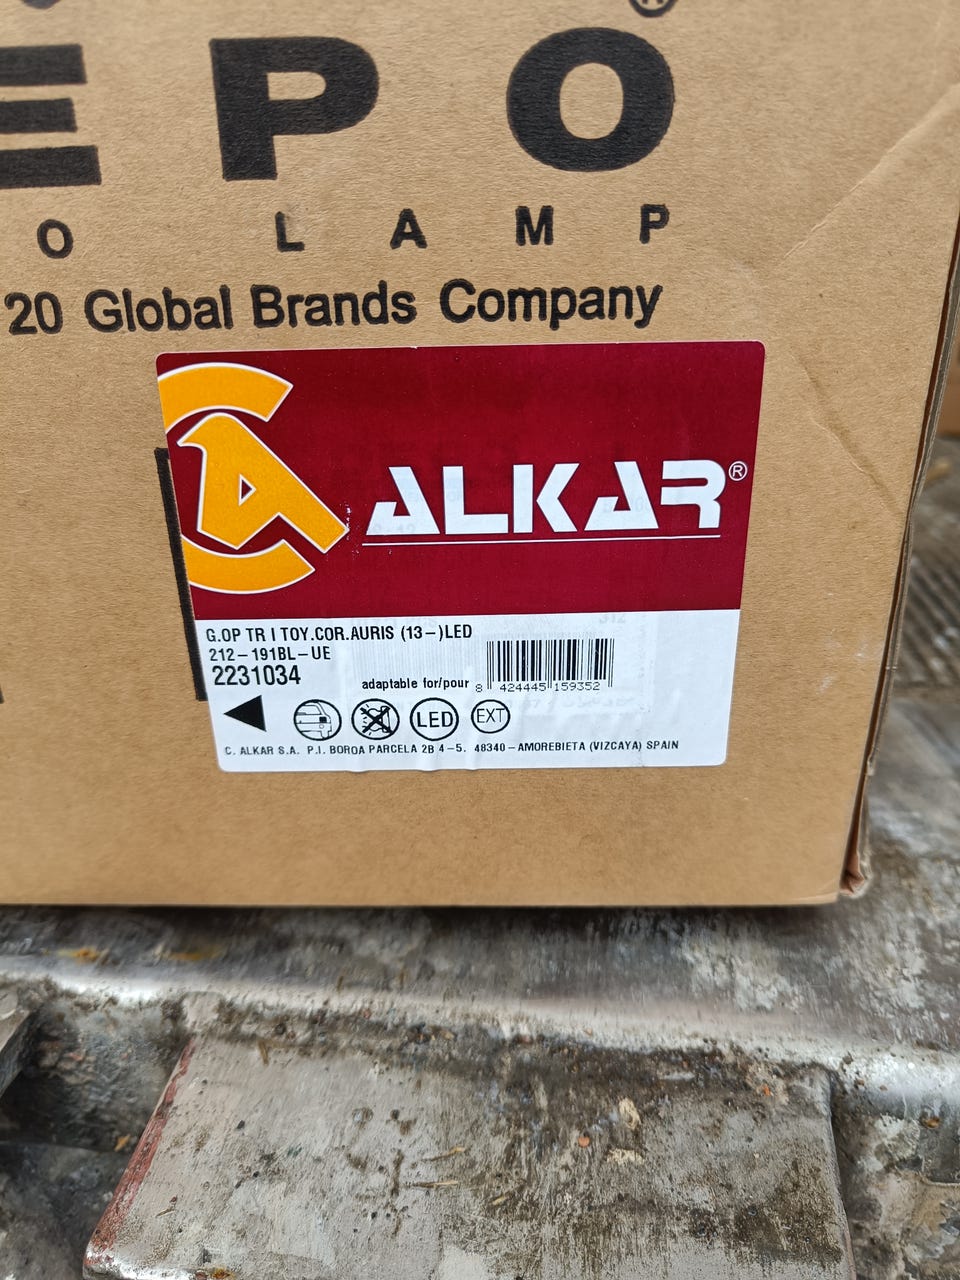 EPO
®
O LAMP
20 Global Brands Company
ALKAR®
G.OP TR I TOY.COR.AURIS (13-)LED
212-191BL-UE
2231034
adaptable for/pour
8 424445 159352
LED
EXT
C. ALKAR S.A. P.I. BOROA PARCELA 2B 4-5. 48340-AMOREBIETA (VIZCAYA) SPAIN